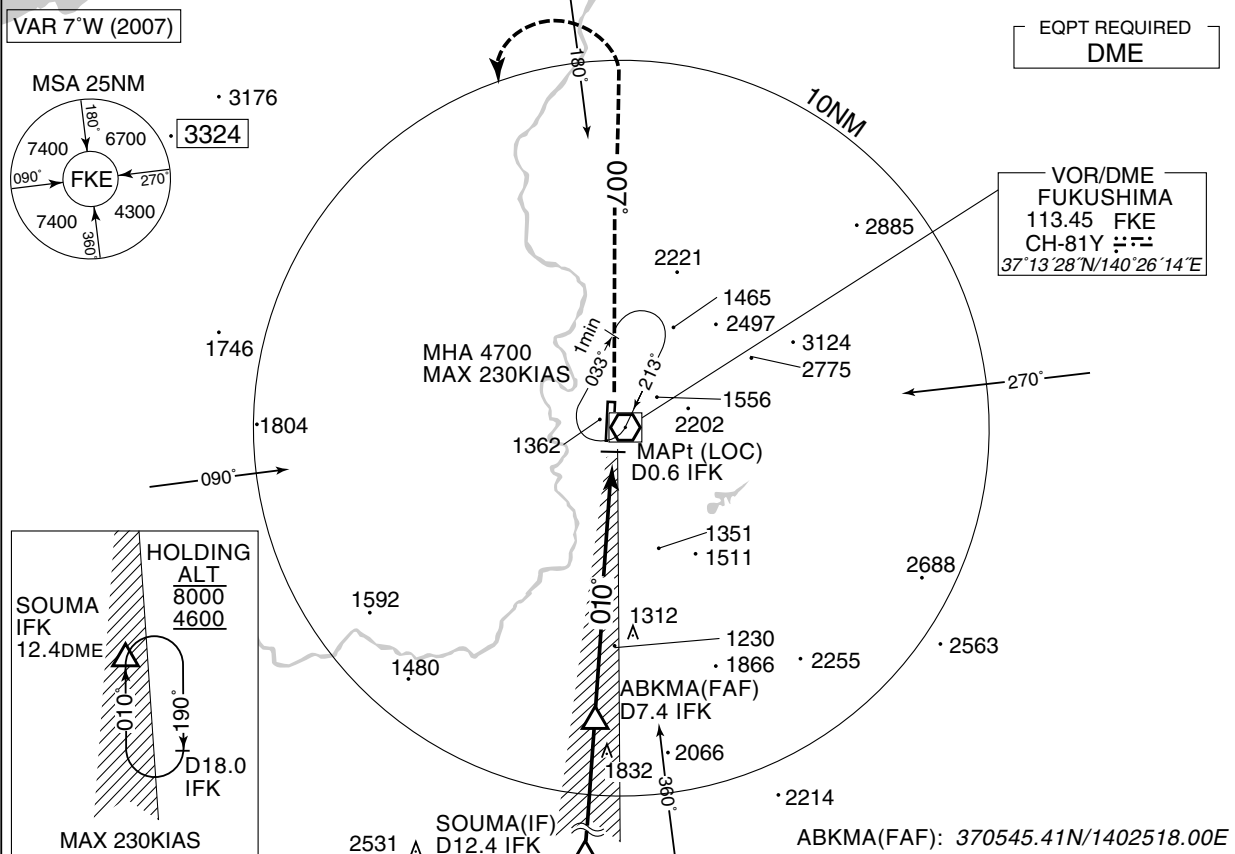 VAR 7°W (2007)
EQPT REQUIRED
DME
MSA 25NM
180°
7400
6700
090°
FKE
270°
7400
4300
360°
3176
3324
180°
10NM
007°
VOR/DME
FUKUSHIMA
113.45 FKE
CH-81Y
37°13´28˝N/140°26´14˝E
2885
2221
1465
2497
3124
2775
1746
MHA 4700
MAX 230KIAS
1min
033°
213°
270°
1556
2202
1804
1362
MAPt (LOC)
D0.6 IFK
090°
1351
1511
2688
HOLDING
ALT
8000
4600
SOUMA
IFK
12.4DME
010°
190°
D18.0
IFK
MAX 230KIAS
1592
010°
1312
1230
1866
2255
2563
1480
ABKMA(FAF)
D7.4 IFK
2066
1832
360°
2214
SOUMA(IF)
D12.4 IFK
2531
ABKMA(FAF): 370545.41N/1402518.00E